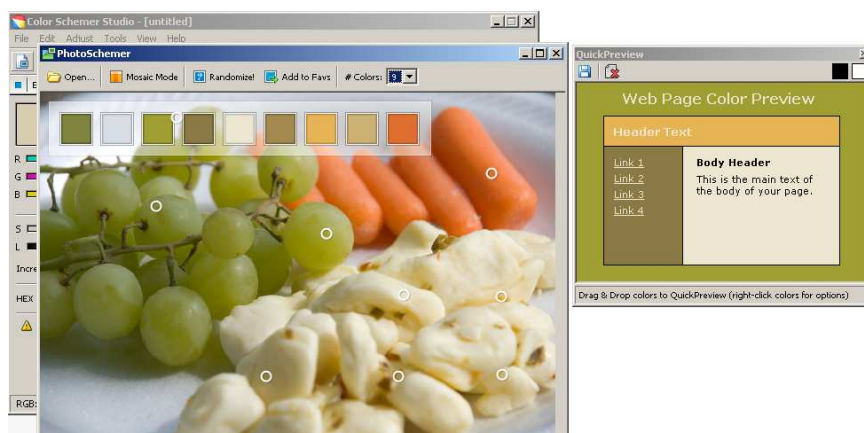 Color Schemer Studio - [untitled]
File Edit Adjust Tools View Help
PhotoSchemer
Open... Mosaic Mode Randomize! Add to Favs # Colors: 9
R
G
B
S
L
HEX
RGB:
QuickPreview
Web Page Color Preview
Header Text
Link 1
Link 2
Link 3
Link 4
Body Header
This is the main text of
the body of your page.
Drag & Drop colors to QuickPreview (right-click colors for options)